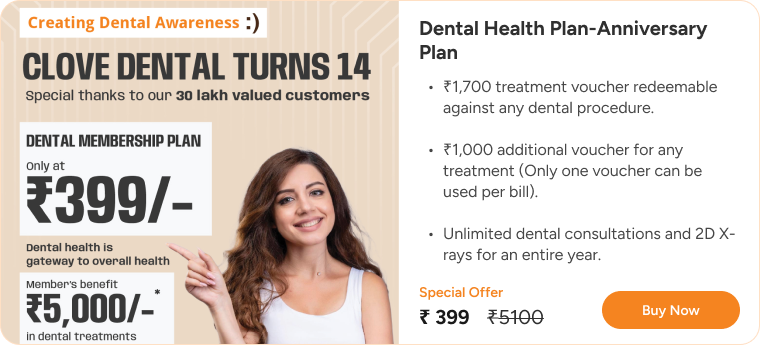 Creating Dental Awareness :)
CLOVE DENTAL TURNS 14
Special thanks to our 30 lakh valued customers
DENTAL MEMBERSHIP PLAN
Only at
₹399/-
Dental health is
gateway to overall health
Member's benefit
₹5,000/-*
in dental treatments
Dental Health Plan-Anniversary
Plan
• ₹1,700 treatment voucher redeemable
against any dental procedure.
• ₹1,000 additional voucher for any
treatment (Only one voucher can be
used per bill).
• Unlimited dental consultations and 2D X-
rays for an entire year.
Special Offer
₹ 399 ₹5100
Buy Now